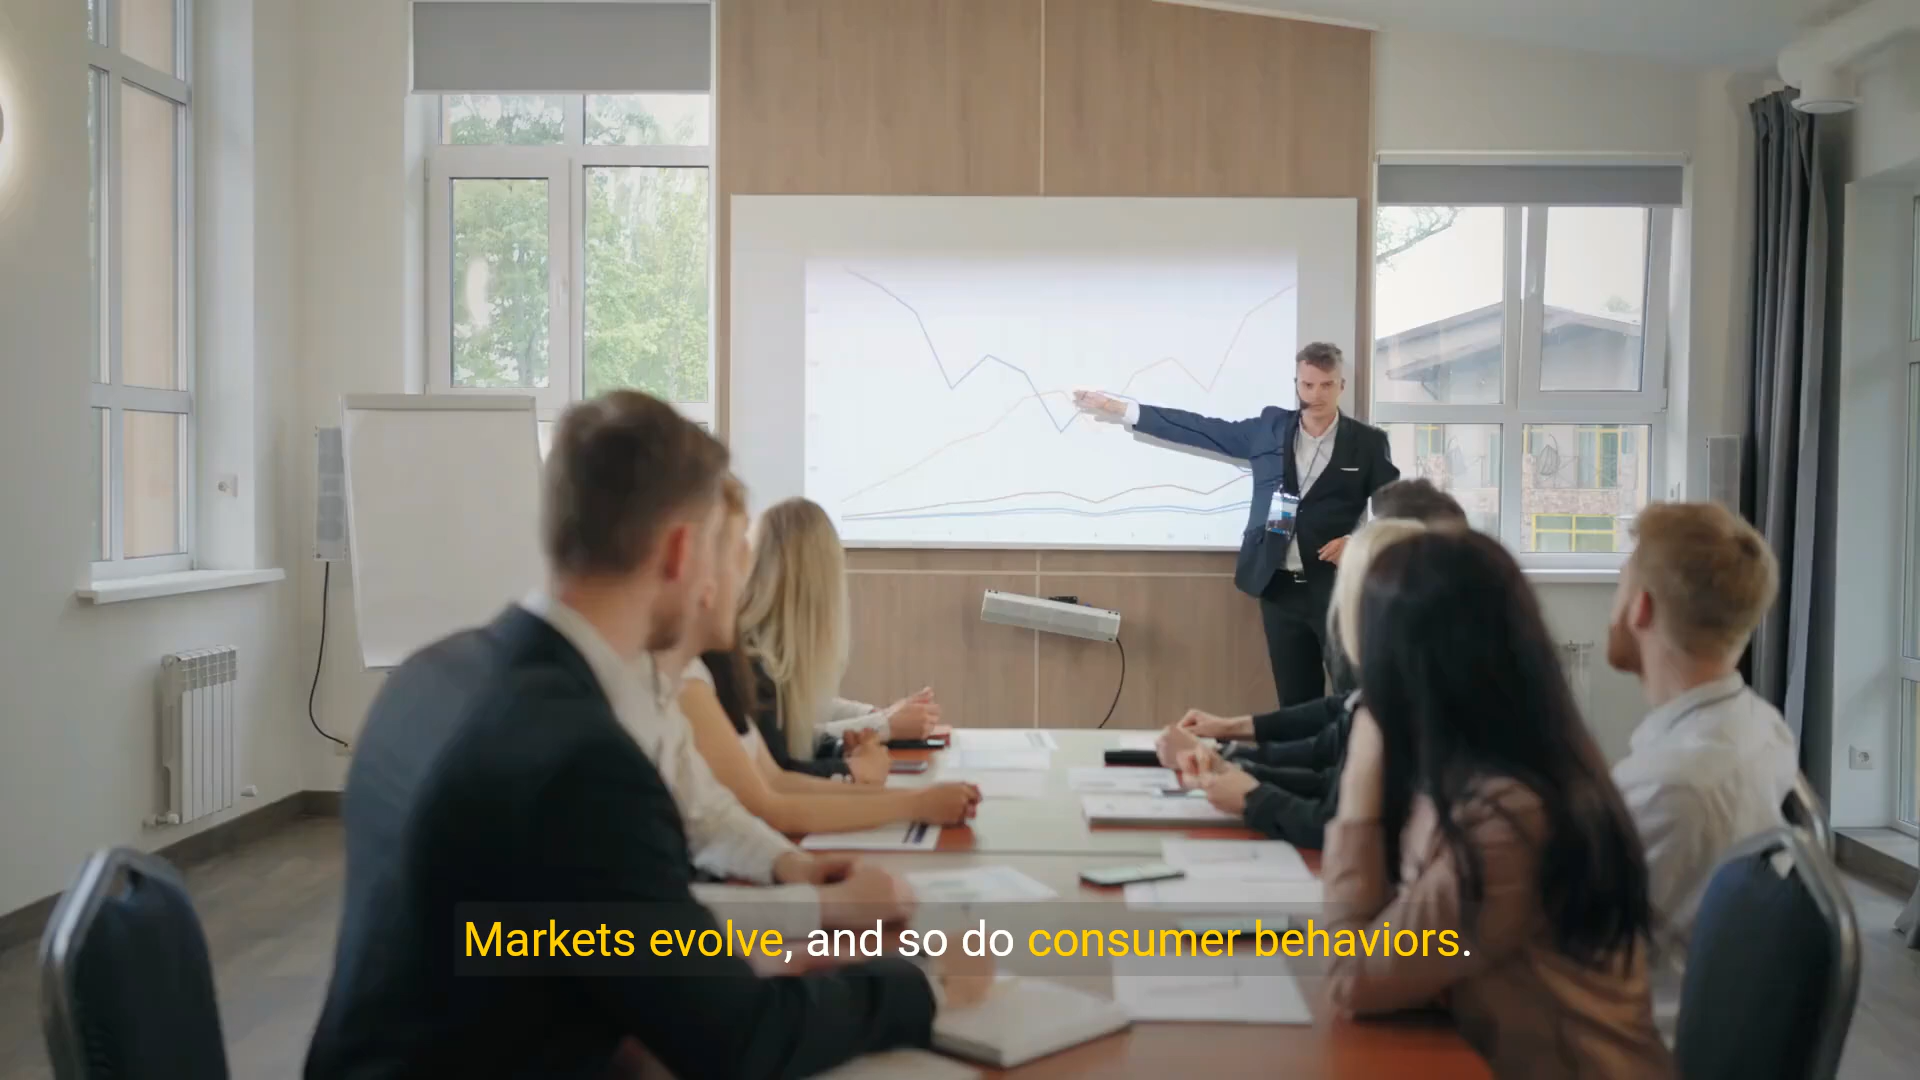 Markets evolve, and so do consumer behaviors.